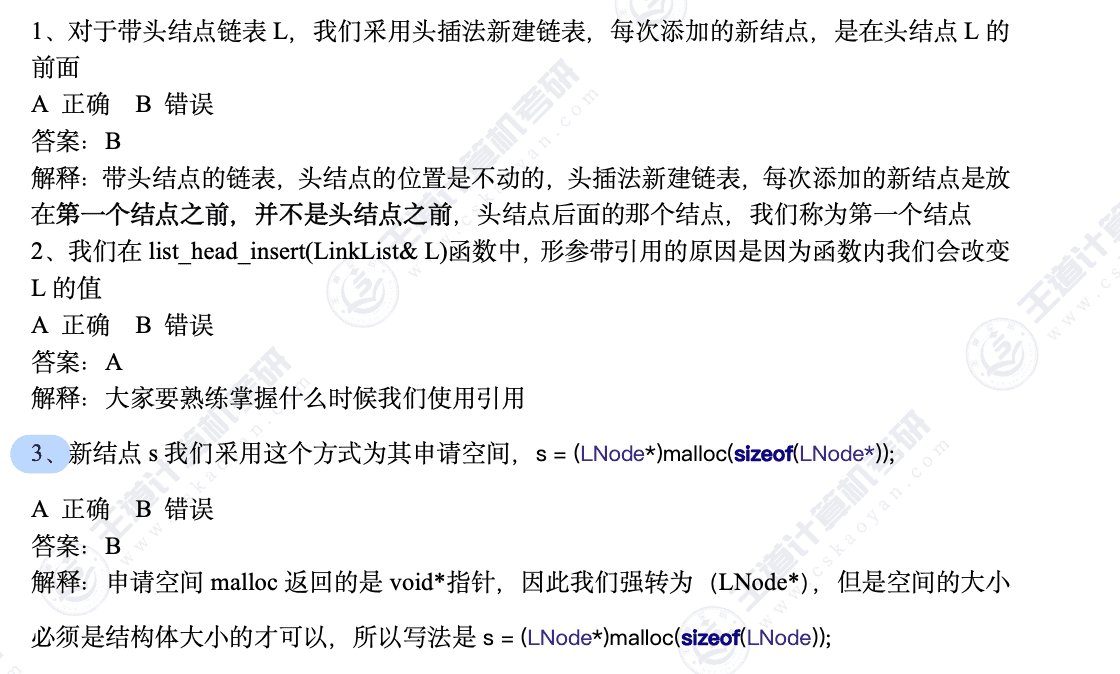 1、对于带头结点链表 L，我们采用头插法新建链表，每次添加的新结点，是在头结点 L 的
前面
A 正确 B 错误
答案：B
解释：带头结点的链表，头结点的位置是不动的，头插法新建链表，每次添加的新结点是放
在第一个结点之前，并不是头结点之前，头结点后面的那个结点，我们称为第一个结点
2、我们在 list_head_insert(LinkList& L)函数中，形参带引用的原因是因为函数内我们会改变
L 的值
A 正确 B 错误
答案：A
解释：大家要熟练掌握什么时候我们使用引用
3、新结点 s 我们采用这个方式为其申请空间，s = (LNode*)malloc(sizeof(LNode*));
A 正确 B 错误
答案：B
解释：申请空间 malloc 返回的是 void*指针，因此我们强转为（LNode*），但是空间的大小
必须是结构体大小的才可以，所以写法是 s = (LNode*)malloc(sizeof(LNode));
王道计算机考研
www.cskaoyan.com